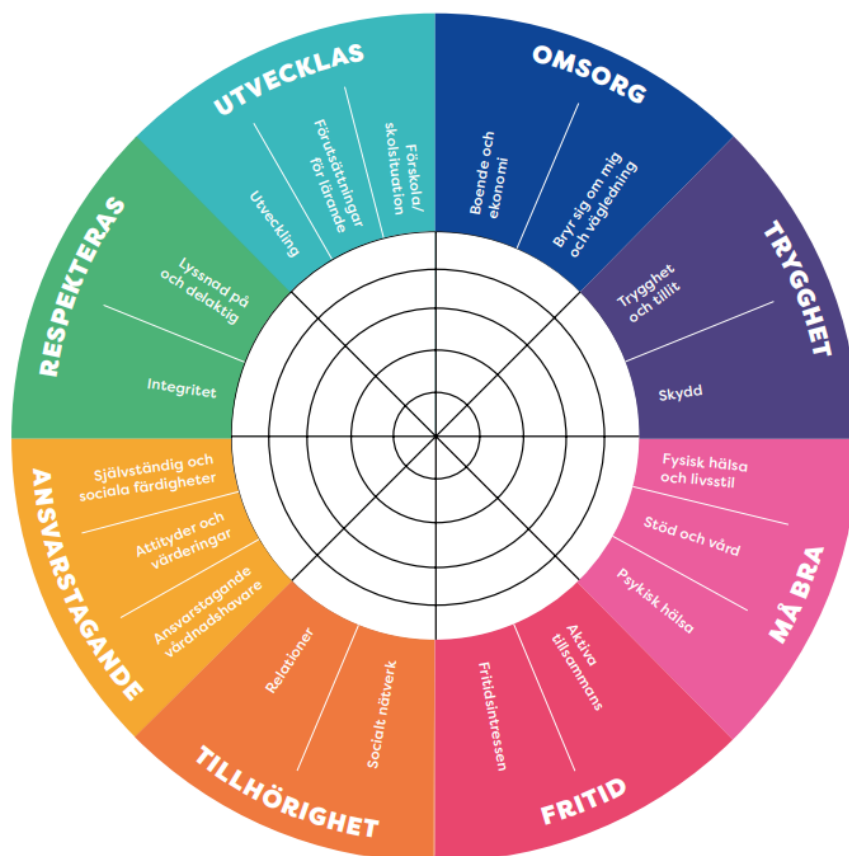 OMSORG
Boende och
ekonomi
Bryr sig om mig
och vägledning
TRYGGHET
Trygghet
och tillit
Skydd
MÅ BRA
Fysisk hälsa
och livsstil
Stöd och vård
Psykisk hälsa
FRITID
Aktiva
tillsammans
Fritidsintressen
TILLHÖRIGHET
Socialt nätverk
Relationer
ANSVARSTAGANDE
Ansvarstagande
vårdnadshavare
Attityder och
värderingar
Självständig och
sociala färdigheter
RESPEKTERAS
Integritet
Lyssnad på
och delaktig
UTVECKLAS
Utveckling
Förutsättningar
för lärande
Förskola/
skolsituation